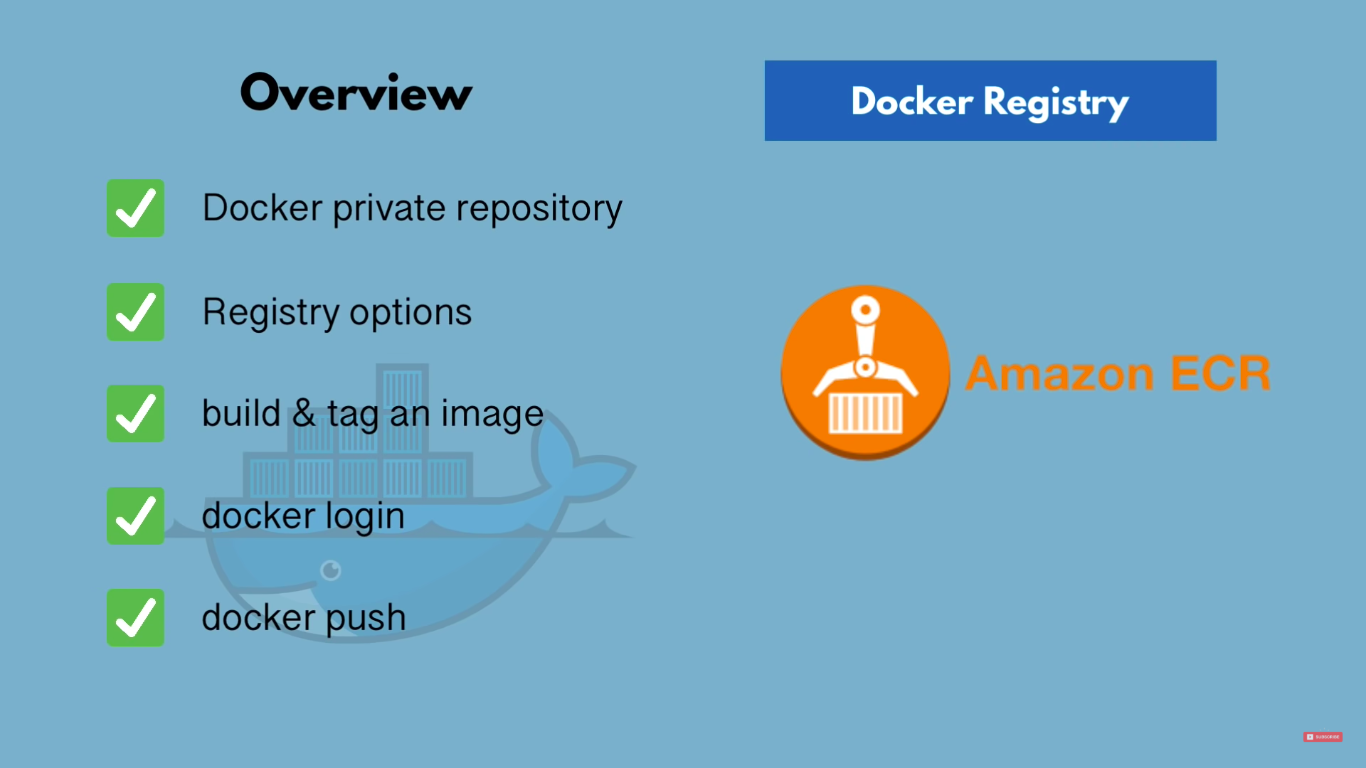 Overview
Docker Registry
Docker private repository
Registry options
build & tag an image
docker login
docker push
Amazon ECR
SUBSCRIBE